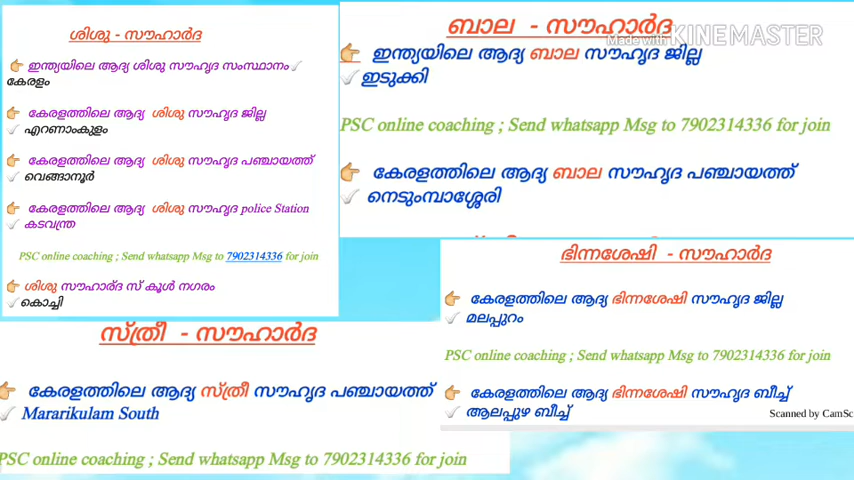 ശിശു - സൗഹാർദ
👉 ഇന്ത്യയിലെ ആദ്യ ശിശു സൗഹൃദ സംസ്ഥാനം✓
കേരളം
👉 കേരളത്തിലെ ആദ്യ ശിശു സൗഹൃദ ജില്ല
✓ എറണാംകുളം
👉 കേരളത്തിലെ ആദ്യ ശിശു സൗഹൃദ പഞ്ചായത്ത്
✓ വെങ്ങാനൂർ
👉 കേരളത്തിലെ ആദ്യ ശിശു സൗഹൃദ police Station
✓ കടവന്ത്ര
PSC online coaching ; Send whatsapp Msg to 7902314336 for join
👉 ശിശു സൗഹാര്ദ സ് കൂൾ നഗരം
✓കൊച്ചി
ബാല - സൗഹാർദ
Made with KINEMASTER
👉 ഇന്ത്യയിലെ ആദ്യ ബാല സൗഹൃദ ജില്ല
✓ഇടുക്കി
PSC online coaching ; Send whatsapp Msg to 7902314336 for join
👉 കേരളത്തിലെ ആദ്യ ബാല സൗഹൃദ പഞ്ചായത്ത്
✓ നെടുംമ്പാശ്ശേരി
സ്ത്രീ - സൗഹാർദ
👉 കേരളത്തിലെ ആദ്യ സ്ത്രീ സൗഹൃദ പഞ്ചായത്ത്
✓ Mararikulam South
PSC online coaching ; Send whatsapp Msg to 7902314336 for join
ഭിന്നശേഷി - സൗഹാർദ
👉 കേരളത്തിലെ ആദ്യ ഭിന്നശേഷി സൗഹൃദ ജില്ല
✓ മലപ്പുറം
PSC online coaching ; Send whatsapp Msg to 7902314336 for join
👉 കേരളത്തിലെ ആദ്യ ഭിന്നശേഷി സൗഹൃദ ബീച്ച്
✓ ആലപ്പുഴ ബീച്ച്
Scanned by CamSc